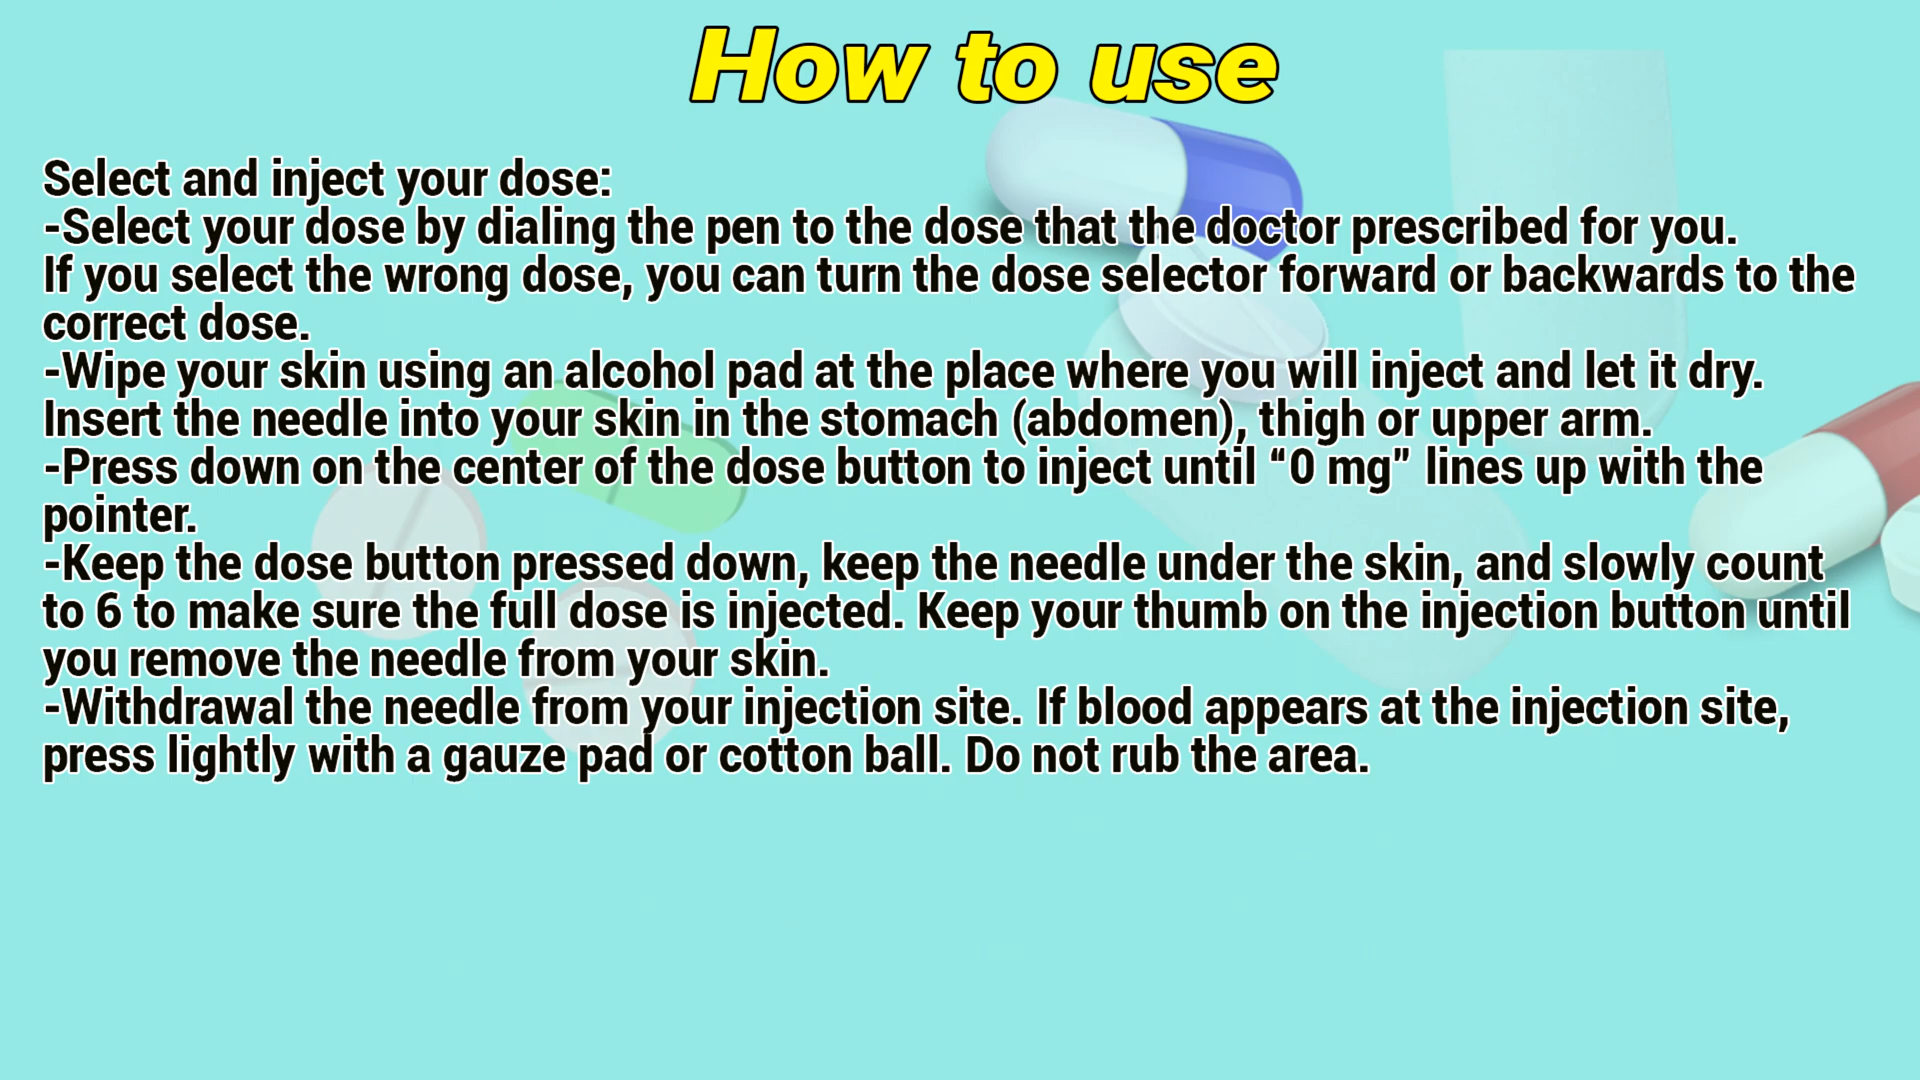 How to use
Select and inject your dose:
-Select your dose by dialing the pen to the dose that the doctor prescribed for you.
If you select the wrong dose, you can turn the dose selector forward or backwards to the
correct dose.
-Wipe your skin using an alcohol pad at the place where you will inject and let it dry.
Insert the needle into your skin in the stomach (abdomen), thigh or upper arm.
-Press down on the center of the dose button to inject until “0 mg” lines up with the
pointer.
-Keep the dose button pressed down, keep the needle under the skin, and slowly count
to 6 to make sure the full dose is injected. Keep your thumb on the injection button until
you remove the needle from your skin.
-Withdrawal the needle from your injection site. If blood appears at the injection site,
press lightly with a gauze pad or cotton ball. Do not rub the area.